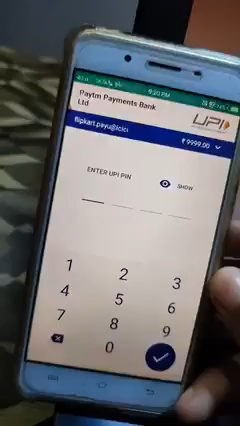 9:20 PM
Paytm Payments Bank
Ltd
UPI
flipkart.payu@icici
₹ 9999.00
ENTER UPI PIN
SHOW
1 2 3
4 5 6
7 8 9
0